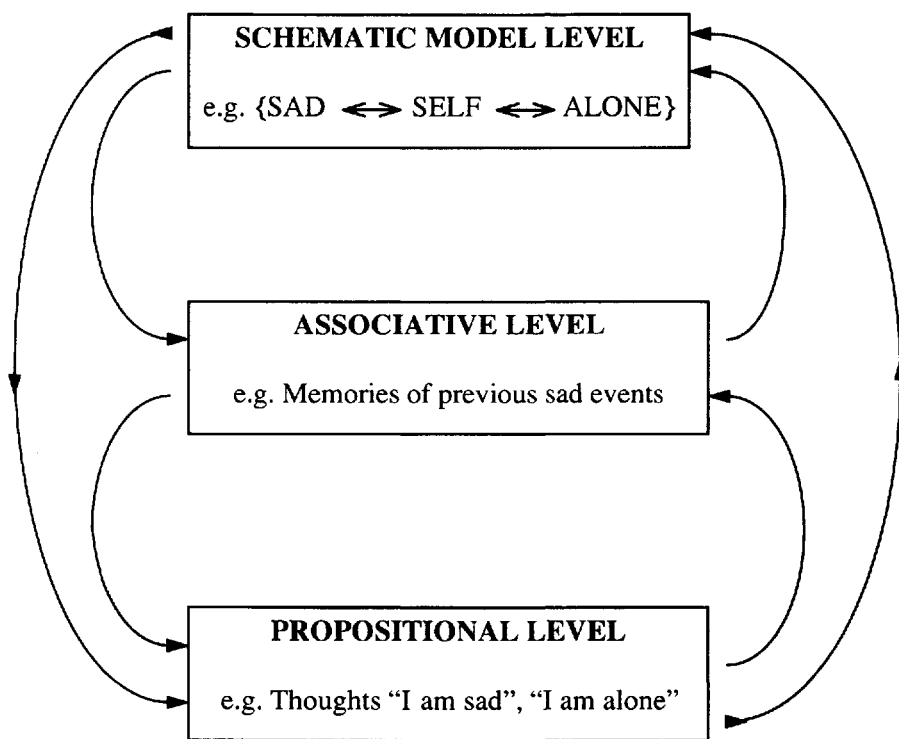 SCHEMATIC MODEL LEVEL
e.g. {SAD ↔ SELF ↔ ALONE}
ASSOCIATIVE LEVEL
e.g. Memories of previous sad events
PROPOSITIONAL LEVEL
e.g. Thoughts “I am sad”, “I am alone”